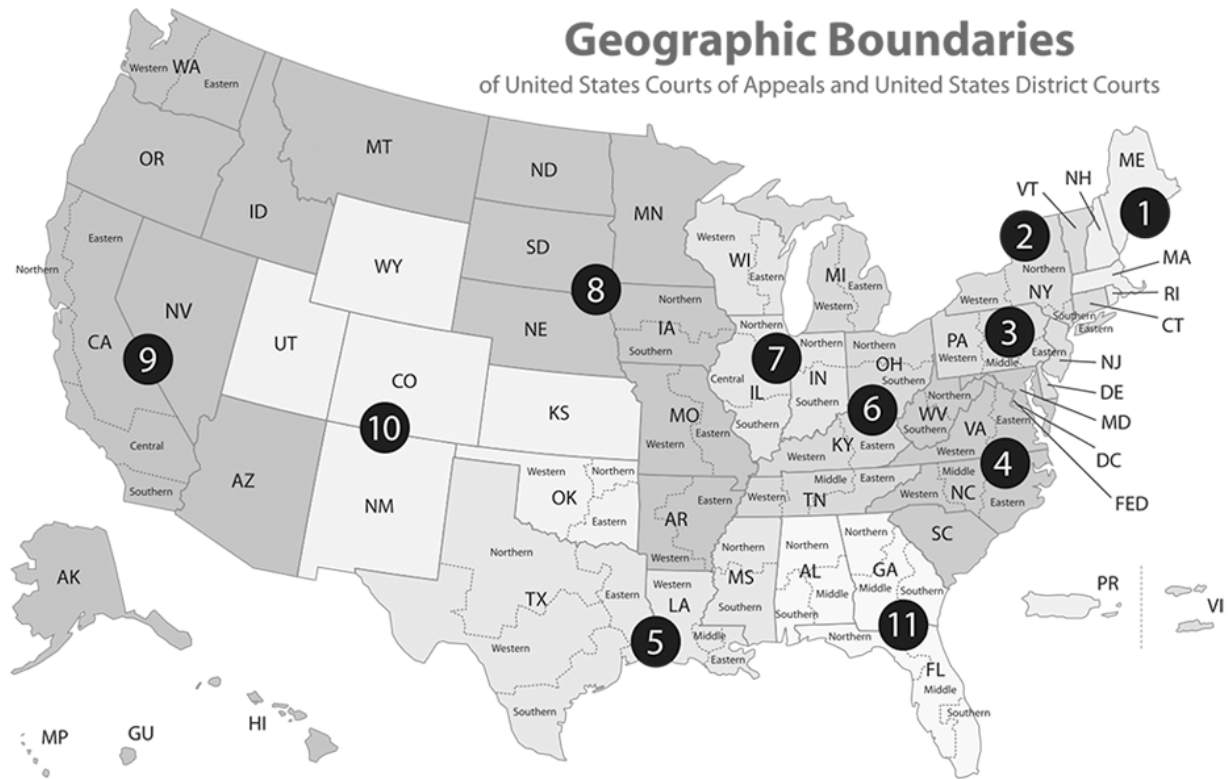 Geographic Boundaries
of United States Courts of Appeals and United States District Courts
Western
WA
Eastern
OR
MT
ID
ND
MN
SD
WY
NE
8
Northern
IA
Southern
Eastern
Northern
NV
CA
9
UT
CO
10
KS
MO
Western
Eastern
Central
Southern
AZ
NM
Western
Northern
OK
Eastern
AR
Eastern
Western
Northern
TX
Eastern
Western
Southern
Western
LA
Middle
Eastern
5
Northern
MS
Southern
Western
WI
Eastern
MI
Western
Eastern
Northern
7
Central
IL
Southern
Northern
IN
Southern
Northern
OH
Southern
6
Western
KY
Eastern
Western
Middle
TN
Eastern
Northern
AL
Middle
Southern
Northern
GA
Middle
Southern
11
Northern
FL
Middle
Southern
Northern
WV
Southern
VA
Eastern
Western
4
Western
Middle
NC
Eastern
SC
PA
Western
3
Middle
Eastern
2
Northern
Western
NY
Southern
Eastern
VT
NH
ME
1
MA
RI
CT
NJ
DE
MD
DC
FED
PR
VI
AK
MP
GU
HI